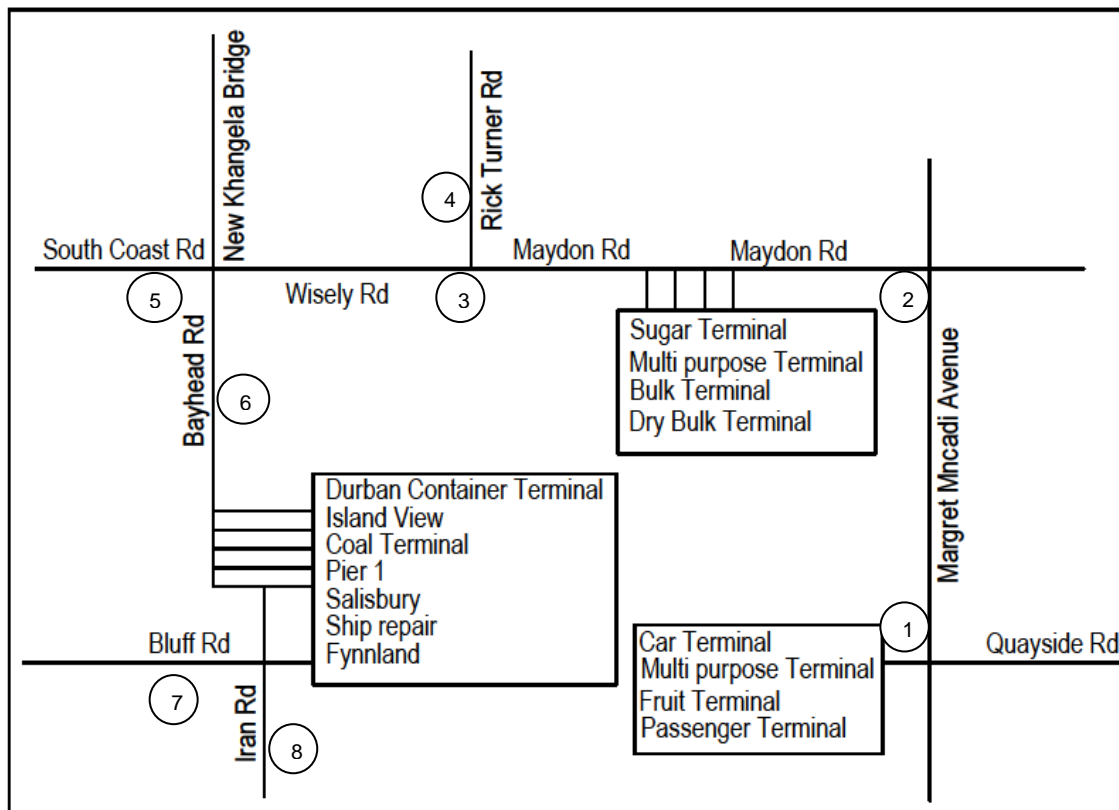 New Khangela Bridge
Rick Turner Rd
4
South Coast Rd
Maydon Rd
Maydon Rd
5
Wisely Rd
3
2
Bayhead Rd
6
Sugar Terminal
Multi purpose Terminal
Bulk Terminal
Dry Bulk Terminal
Margret Mncadi Avenue
Durban Container Terminal
Island View
Coal Terminal
Pier 1
Salisbury
Ship repair
Fynnland
Bluff Rd
7
Iran Rd
8
1
Car Terminal
Multi purpose Terminal
Fruit Terminal
Passenger Terminal
Quayside Rd